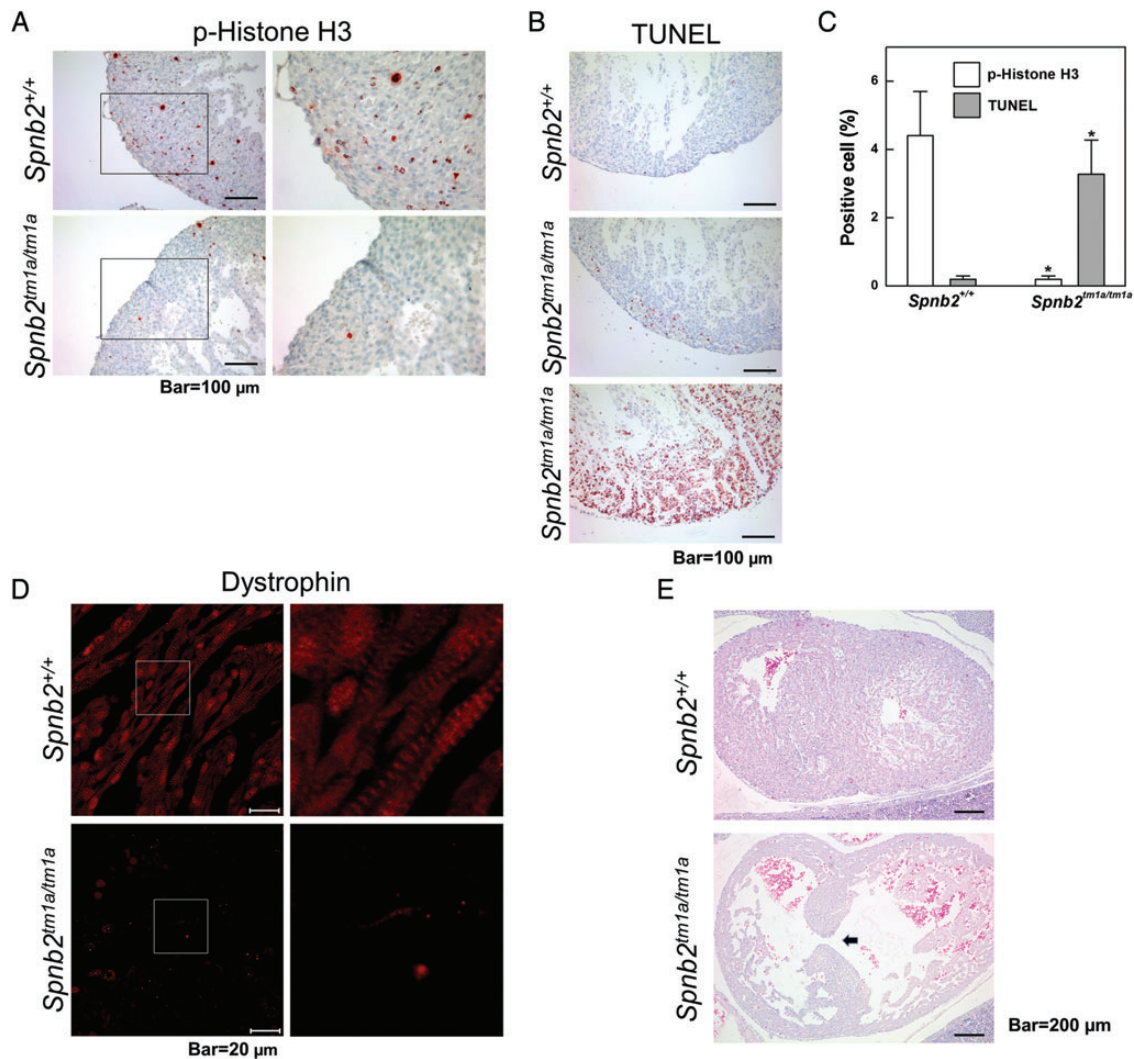 A
p-Histone H3
Spnb2+/+
Spnb2tm1a/tm1a
Bar=100 µm
B
TUNEL
Spnb2+/+
Spnb2tm1a/tm1a
Spnb2tm1a/tm1a
Bar=100 µm
C
Positive cell (%)
6
4
2
0
p-Histone H3
TUNEL
*
*
Spnb2+/+
Spnb2tm1a/tm1a
D
Dystrophin
Spnb2+/+
Spnb2tm1a/tm1a
Bar=20 µm
E
Spnb2+/+
Spnb2tm1a/tm1a
Bar=200 µm